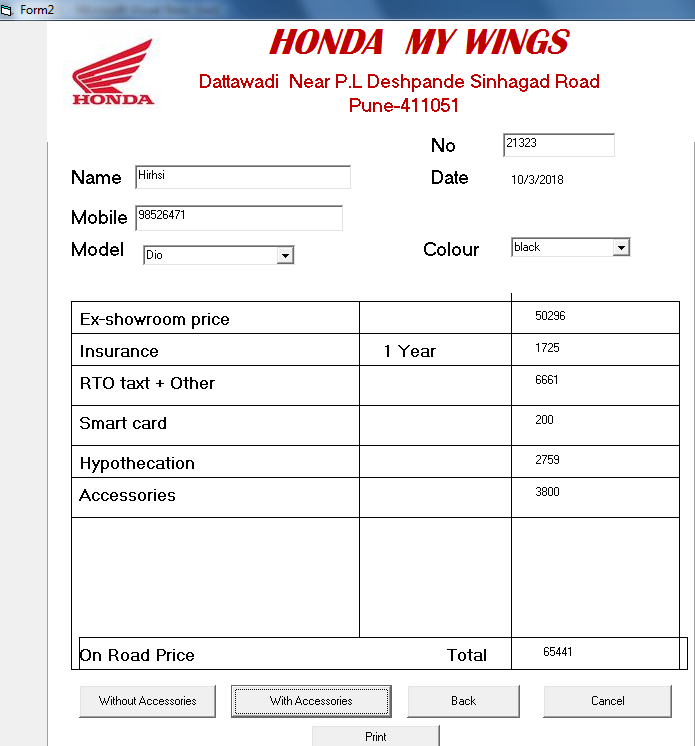 Form2
HONDA MY WINGS
HONDA
Dattawadi Near P.L Deshpande Sinhagad Road
Pune-411051
No 21323
Name Hirhsi Date 10/3/2018
Mobile 98526471
Model Dio Colour black
Ex-showroom price 50296
Insurance 1 Year 1725
RTO taxt + Other 6661
Smart card 200
Hypothecation 2759
Accessories 3800
On Road Price Total 65441
Without Accessories With Accessories Back Cancel
Print